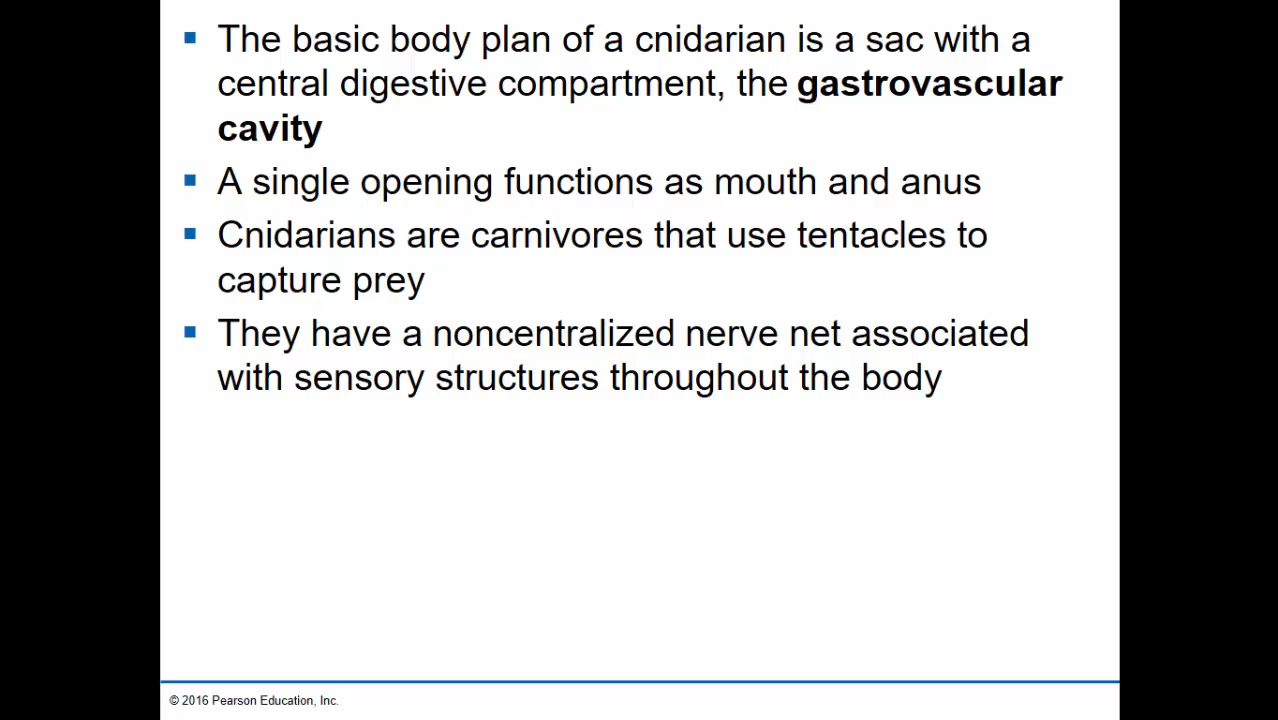 ▪ The basic body plan of a cnidarian is a sac with a
central digestive compartment, the gastrovascular
cavity
▪ A single opening functions as mouth and anus
▪ Cnidarians are carnivores that use tentacles to
capture prey
▪ They have a noncentralized nerve net associated
with sensory structures throughout the body
© 2016 Pearson Education, Inc.